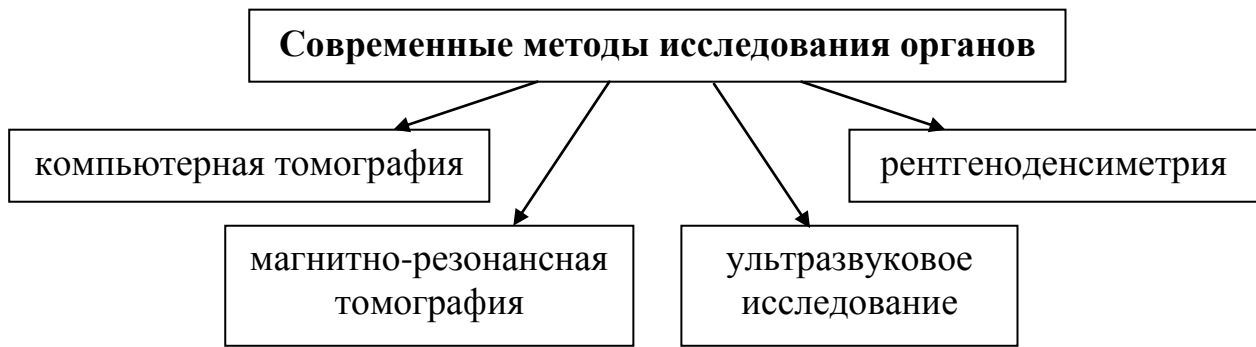 Современные методы исследования органов
компьютерная томография
рентгеноденсиметрия
магнитно-резонансная
томография
ультразвуковое
исследование